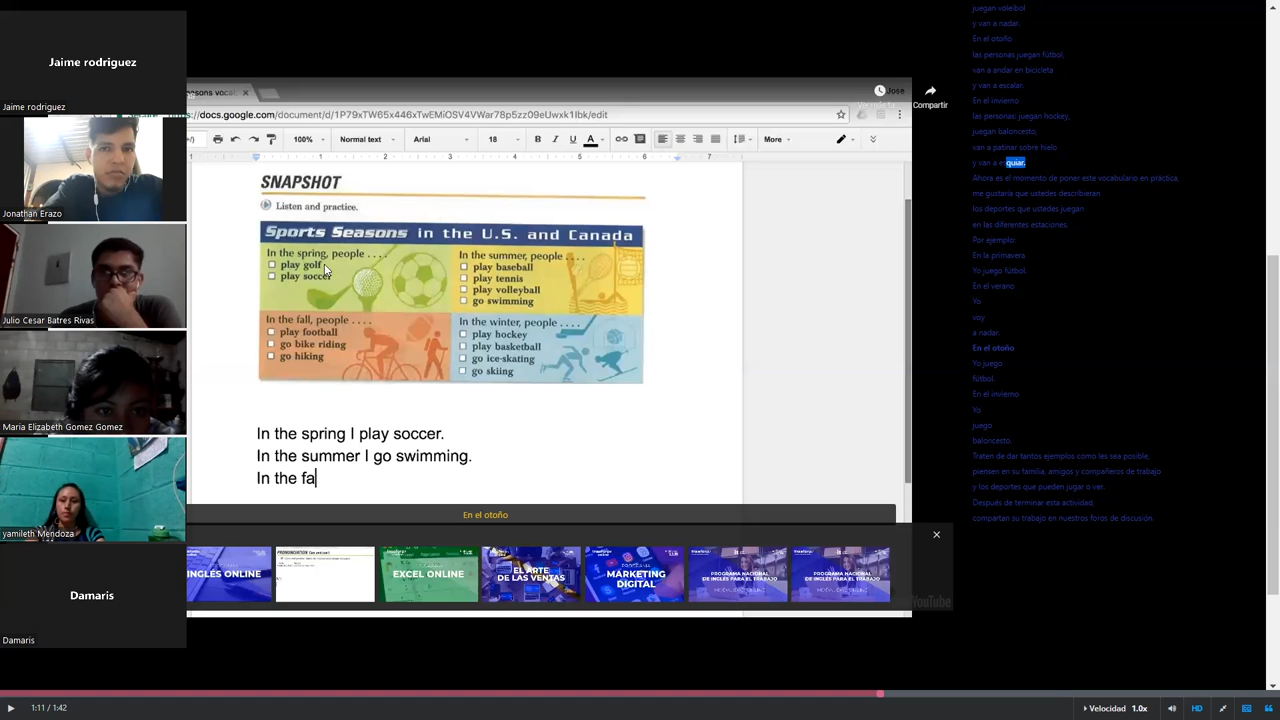 Jaime rodriguez
Jaime rodriguez
Jonathan Erazo
Julio Cesar Batres Rivas
Maria Elizabeth Gomez Gomez
yamileth Mendoza
Damaris
Damaris
Jose
Compartir
docs.google.com/document/d/1P79xTW65x446xTwEMiOSV4VWar78p5zz09eUwxk1Ibk/edit
100%
Normal text
Arial
18
B I U A
More
1 2 3 4 5 6 7
SNAPSHOT
Listen and practice.
Sports Seasons in the U.S. and Canada
In the spring, people . . . .
play golf
play soccer
In the summer, people . . . .
play baseball
play tennis
play volleyball
go swimming
In the fall, people . . . .
play football
go bike riding
go hiking
In the winter, people . . . .
play hockey
play basketball
go ice-skating
go skiing
In the spring I play soccer.
In the summer I go swimming.
In the fa
En el otoño
INGLÉS ONLINE
EXCEL ONLINE
EL ARTE
DE LAS VENTAS
MARKETING
DIGITAL
PROGRAMA NACIONAL
DE INGLÉS PARA EL TRABAJO
PROGRAMA NACIONAL
DE INGLÉS PARA EL TRABAJO
YouTube
juegan voleibol
y van a nadar.
En el otoño
las personas juegan fútbol,
van a andar en bicicleta
y van a escalar.
En el invierno
las personas: juegan hockey,
juegan baloncesto,
van a patinar sobre hielo
y van a esquiar.
Ahora es el momento de poner este vocabulario en práctica,
me gustaría que ustedes describieran
los deportes que ustedes juegan
en las diferentes estaciones.
Por ejemplo:
En la primavera
Yo juego fútbol.
En el verano
Yo
voy
a nadar.
En el otoño
Yo juego
fútbol.
En el invierno
Yo
juego
baloncesto.
Traten de dar tantos ejemplos como les sea posible,
piensen en su familia, amigos y compañeros de trabajo
y los deportes que pueden jugar o ver.
Después de terminar esta actividad,
compartan su trabajo en nuestros foros de discusión.
1:11 / 1:42
Velocidad 1.0x
HD